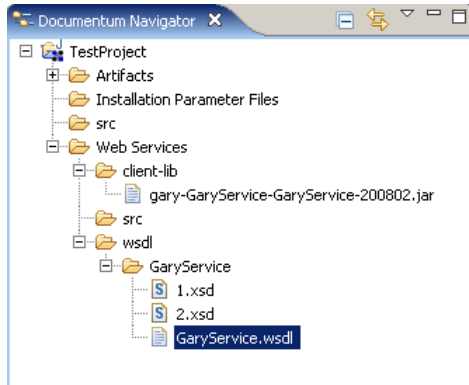 Documentum Navigator
TestProject
Artifacts
Installation Parameter Files
src
Web Services
client-lib
gary-GaryService-GaryService-200802.jar
src
wsdl
GaryService
S 1.xsd
S 2.xsd
GaryService.wsdl